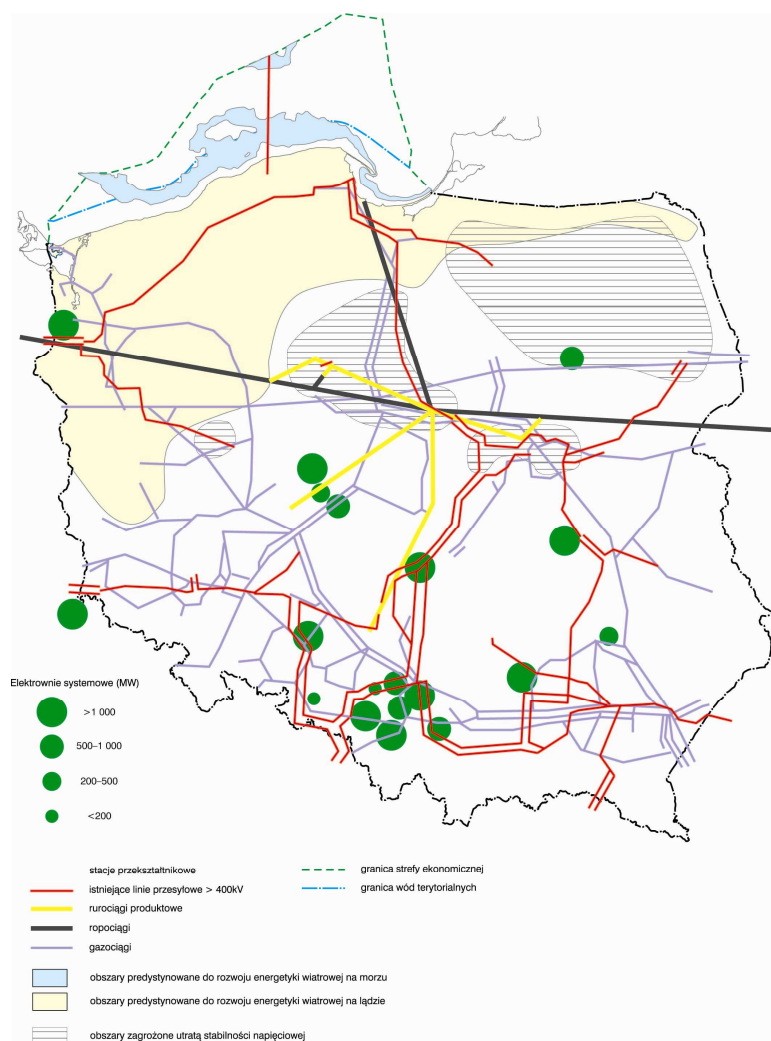 Elektrownie systemowe (MW)
>1 000
500–1 000
200–500
<200
stacje przekształtnikowe
istniejące linie przesyłowe > 400kV
rurociągi produktowe
ropociągi
gazociągi
granica strefy ekonomicznej
granica wód terytorialnych
obszary predystynowane do rozwoju energetyki wiatrowej na morzu
obszary predystynowane do rozwoju energetyki wiatrowej na lądzie
obszary zagrożone utratą stabilności napięciowej